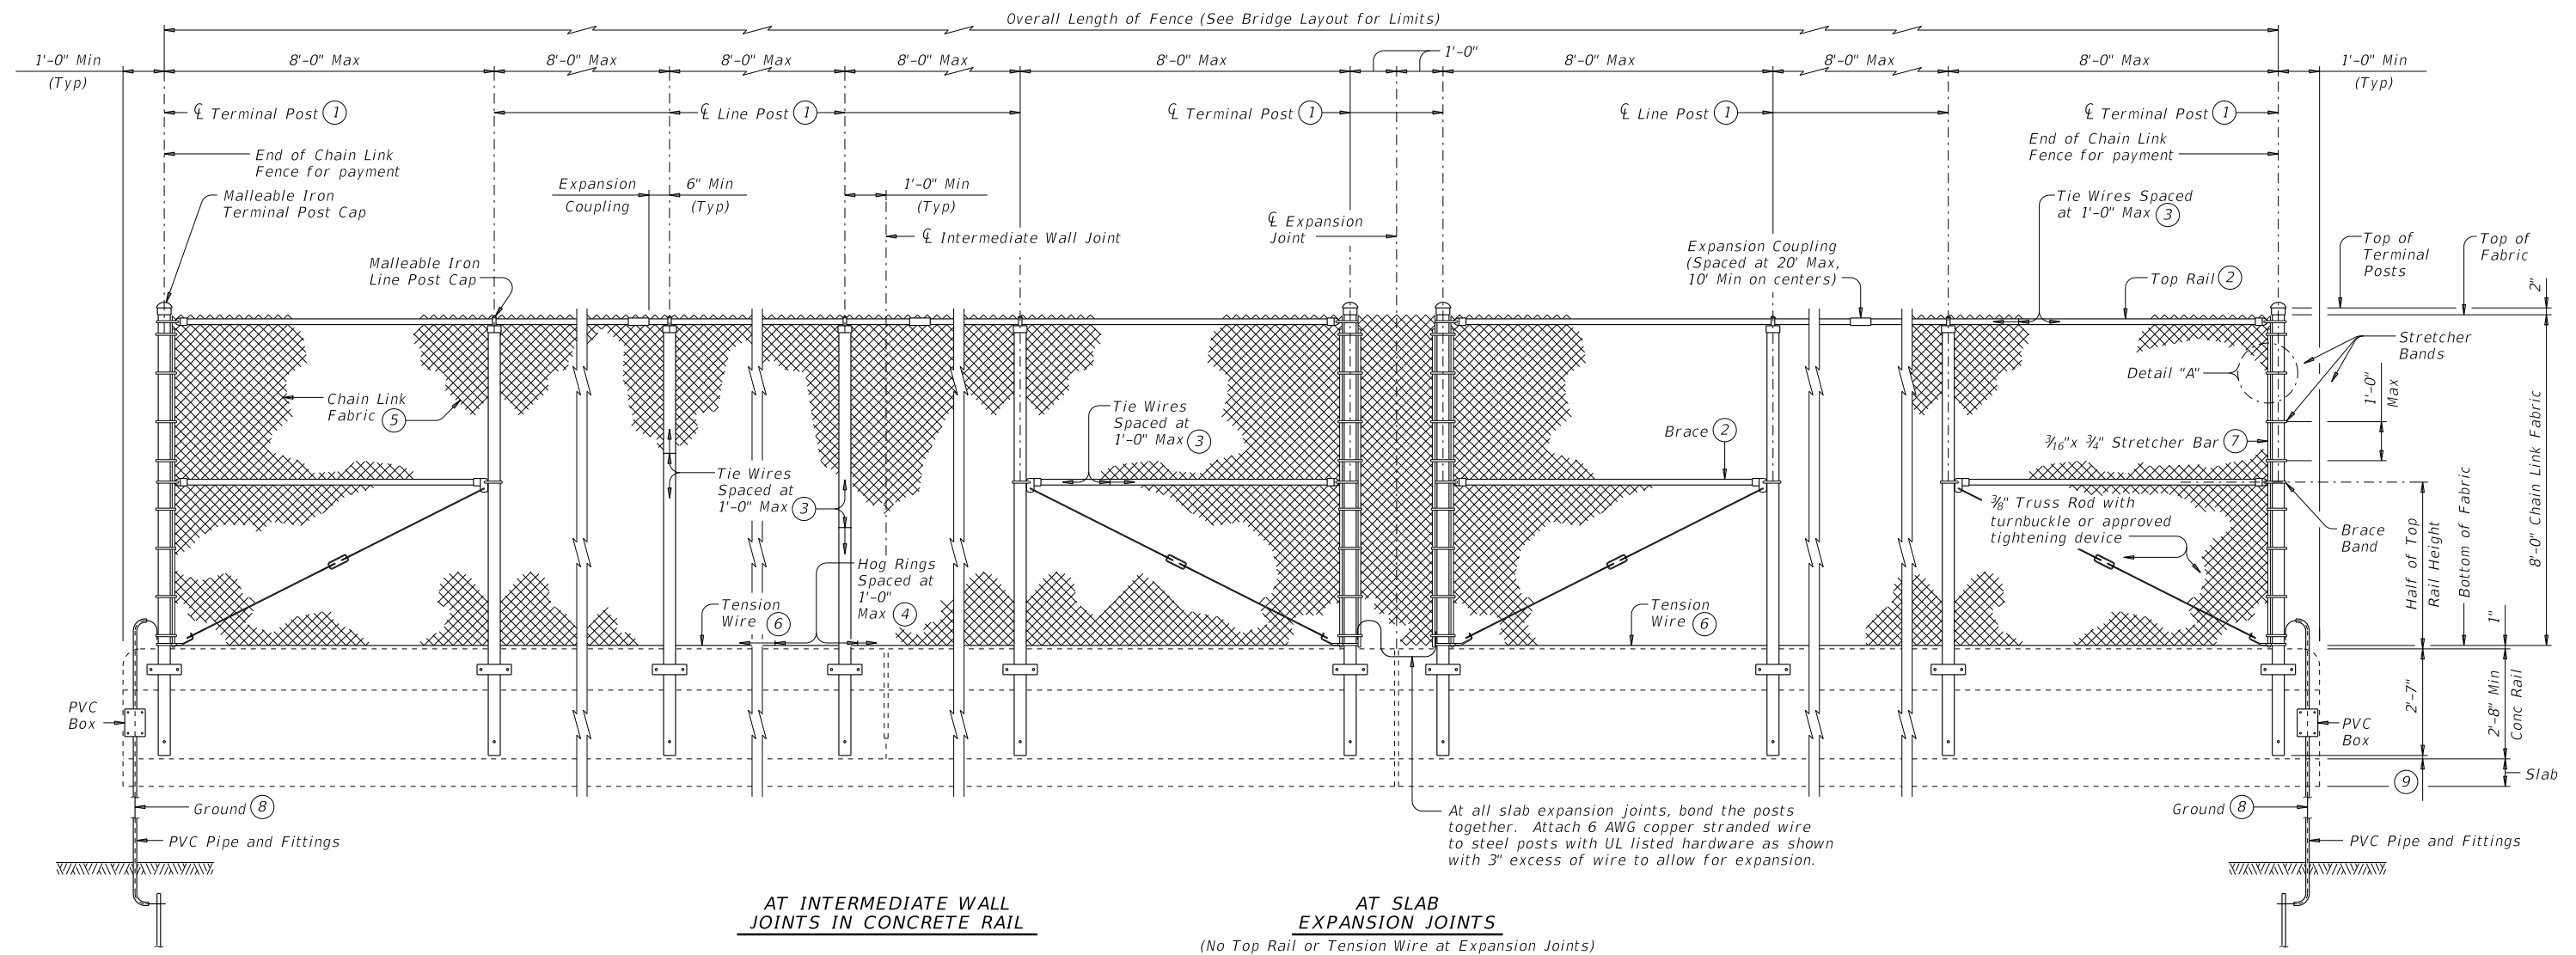 Overall Length of Fence (See Bridge Layout for Limits)
1'-0" Min
(Typ)
8'-0" Max
8'-0" Max
8'-0" Max
8'-0" Max
8'-0" Max
1'-0"
8'-0" Max
8'-0" Max
8'-0" Max
1'-0" Min
(Typ)
℄ Terminal Post 1
℄ Line Post 1
℄ Terminal Post 1
℄ Line Post 1
℄ Terminal Post 1
End of Chain Link
Fence for payment
End of Chain Link
Fence for payment
Malleable Iron
Terminal Post Cap
Expansion
Coupling
6" Min
(Typ)
1'-0" Min
(Typ)
℄ Intermediate Wall Joint
℄ Expansion
Joint
Tie Wires Spaced
at 1'-0" Max 3
Malleable Iron
Line Post Cap
Expansion Coupling
(Spaced at 20' Max,
10' Min on centers)
Top Rail 2
Top of
Terminal
Posts
Top of
Fabric
2"
Stretcher
Bands
Detail "A"
1'-0"
Max
Chain Link
Fabric 5
Tie Wires
Spaced at
1'-0" Max 3
Brace 2
3/16"x 3/4" Stretcher Bar 7
8'-0" Chain Link Fabric
Tie Wires
Spaced at
1'-0" Max 3
3/8" Truss Rod with
turnbuckle or approved
tightening device
Brace
Band
Half of Top
Rail Height
Bottom of Fabric
Hog Rings
Spaced at
1'-0"
Max 4
Tension
Wire 6
Tension
Wire 6
1"
2'-7"
2'-8" Min
Conc Rail
PVC
Box
PVC
Box
9
Slab
Ground 8
Ground 8
PVC Pipe and Fittings
PVC Pipe and Fittings
At all slab expansion joints, bond the posts
together. Attach 6 AWG copper stranded wire
to steel posts with UL listed hardware as shown
with 3" excess of wire to allow for expansion.
AT INTERMEDIATE WALL
JOINTS IN CONCRETE RAIL
AT SLAB
EXPANSION JOINTS
(No Top Rail or Tension Wire at Expansion Joints)